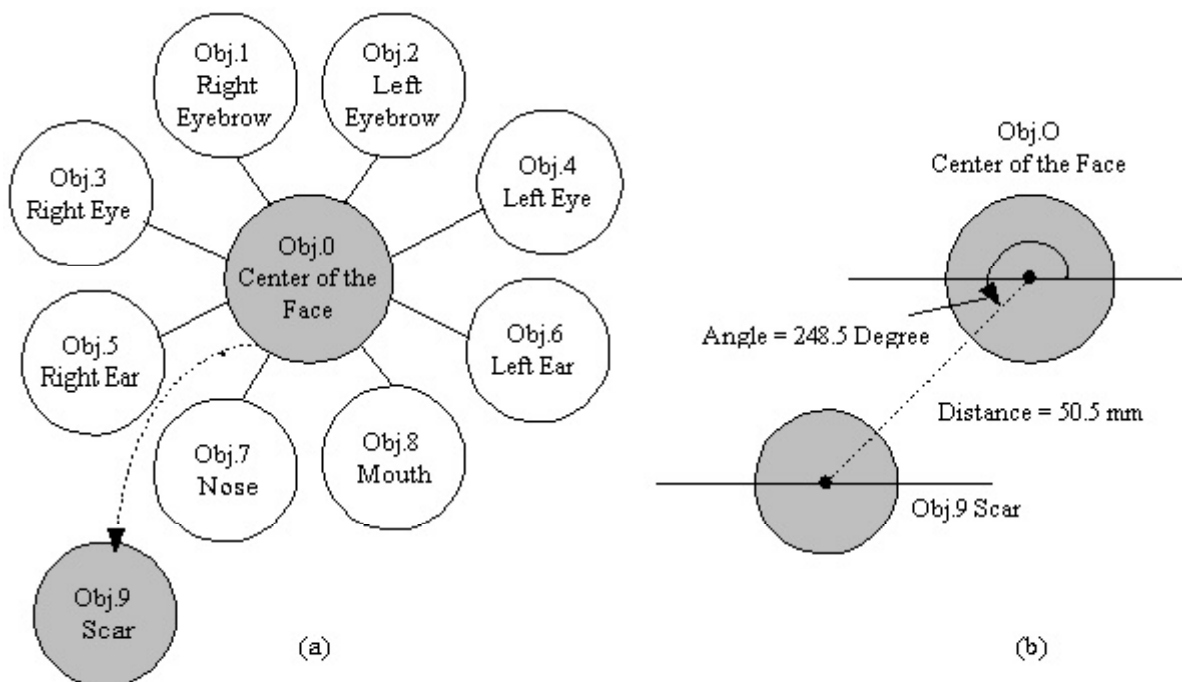 Obj.1
Right
Eyebrow
Obj.2
Left
Eyebrow
Obj.3
Right Eye
Obj.4
Left Eye
Obj.0
Center of the
Face
Obj.5
Right Ear
Obj.6
Left Ear
Obj.7
Nose
Obj.8
Mouth
Obj.9
Scar
(a)
Obj.O
Center of the Face
Angle = 248.5 Degree
Distance = 50.5 mm
Obj.9 Scar
(b)